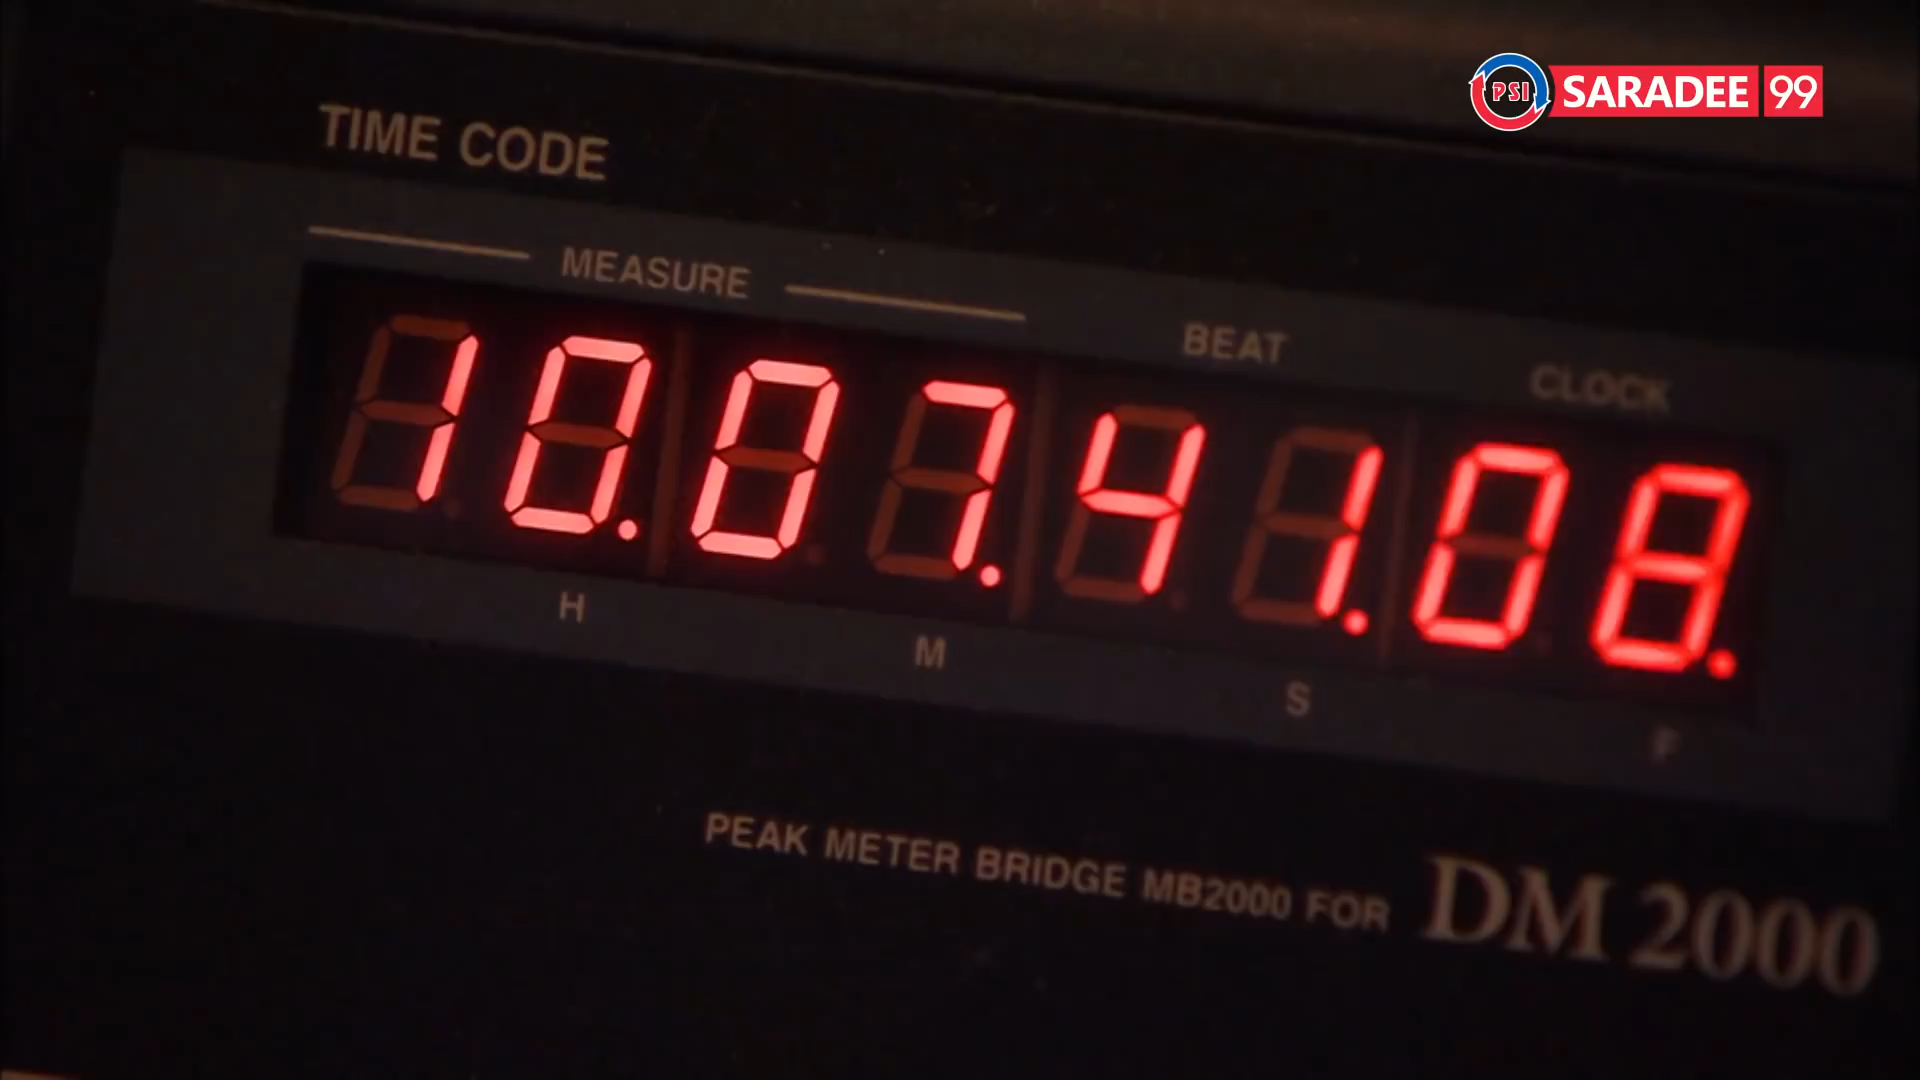 PSI SARADEE 99
TIME CODE
MEASURE
BEAT
CLOCK
10.07.41.08.
H
M
S
F
PEAK METER BRIDGE MB2000 FOR DM 2000